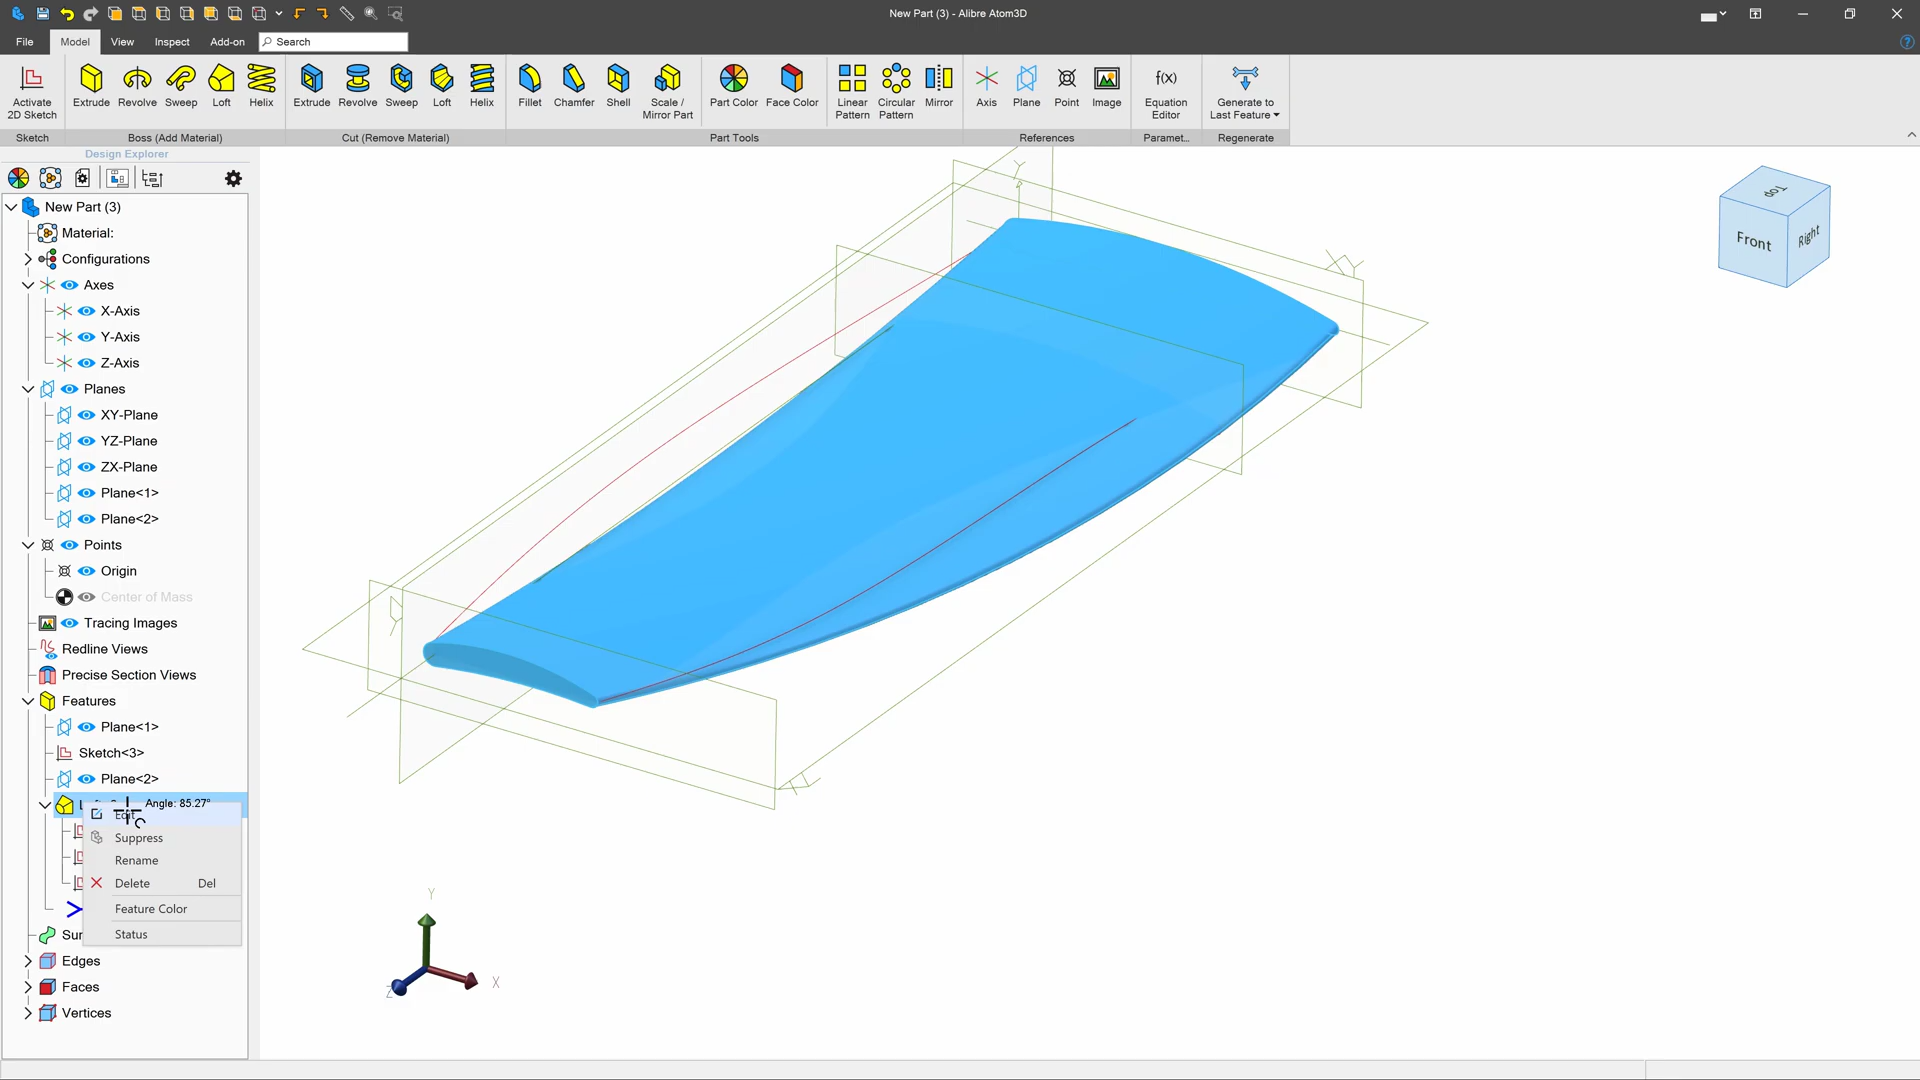 New Part (3) - Alibre Atom3D
File Model View Inspect Add-on Search
Activate 2D Sketch
Extrude Revolve Sweep Loft Helix
Extrude Revolve Sweep Loft Helix
Fillet Chamfer Shell Scale / Mirror Part Part Color Face Color Linear Pattern Circular Pattern Mirror
Axis Plane Point Image
f(x) Equation Editor
Generate to Last Feature
Sketch Boss (Add Material) Cut (Remove Material) Part Tools References Paramet... Regenerate
Design Explorer
New Part (3)
Material:
Configurations
Axes
X-Axis
Y-Axis
Z-Axis
Planes
XY-Plane
YZ-Plane
ZX-Plane
Plane<1>
Plane<2>
Points
Origin
Center of Mass
Tracing Images
Redline Views
Precise Section Views
Features
Plane<1>
Sketch<3>
Plane<2>
Angle: 85.27°
Edit
Suppress
Rename
Delete Del
Feature Color
Status
Sur
Edges
Faces
Vertices
Top
Front
Right
Y
X
Z